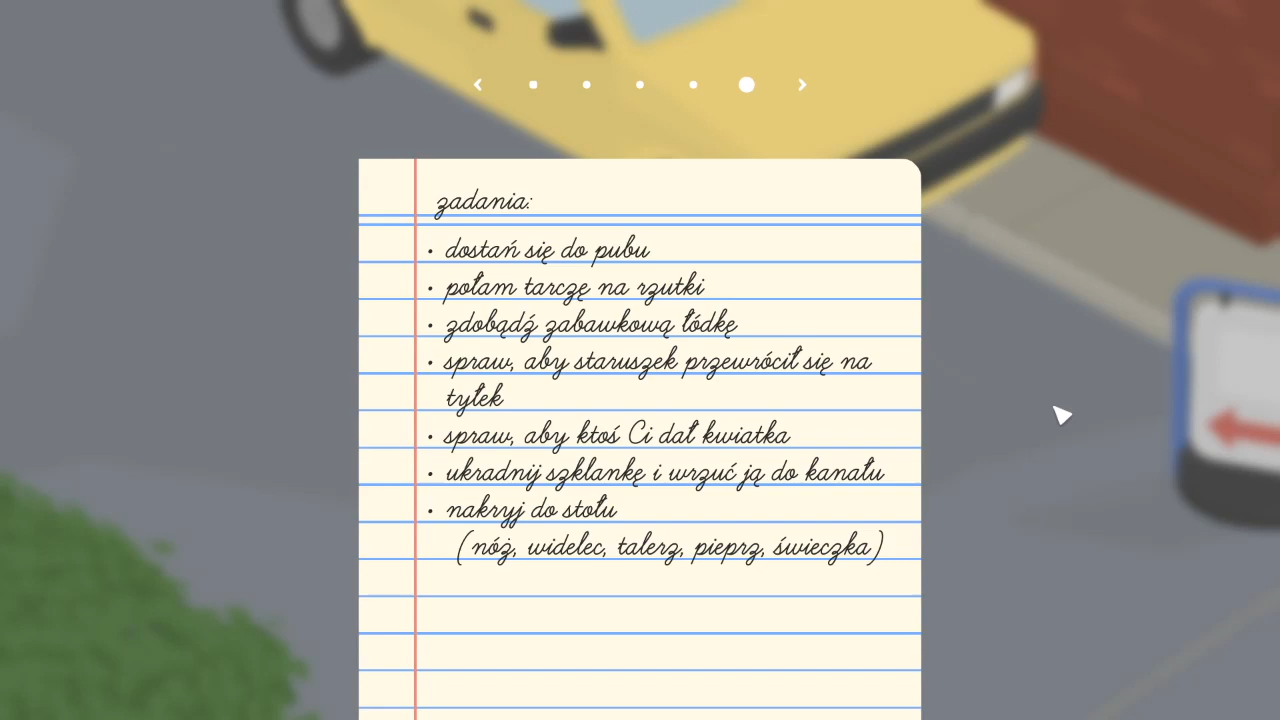 zadania:
• dostań się do pubu
• połam tarczę na rzutki
• zdobądź zabawkową łódkę
• spraw, aby staruszek przewrócił się na
tyłek
• spraw, aby ktoś Ci dał kwiatka
• ukradnij szklankę i wrzuć ją do kanału
• nakryj do stołu
(nóż, widelec, talerz, pieprz, świeczka)